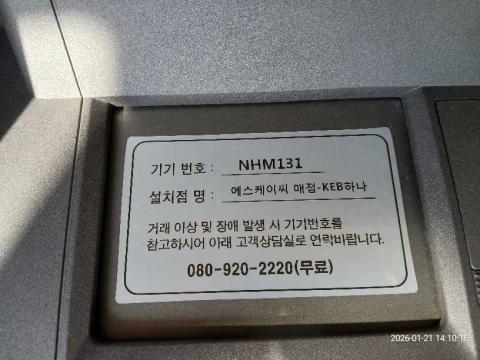 기기 번호 : NHM131
설치점 명 : 에스케이씨 매점-KEB하나
거래 이상 및 장애 발생 시 기기번호를
참고하시어 아래 고객상담실로 연락바랍니다.
080-920-2220(무료)
2026-01-21 14:10:16